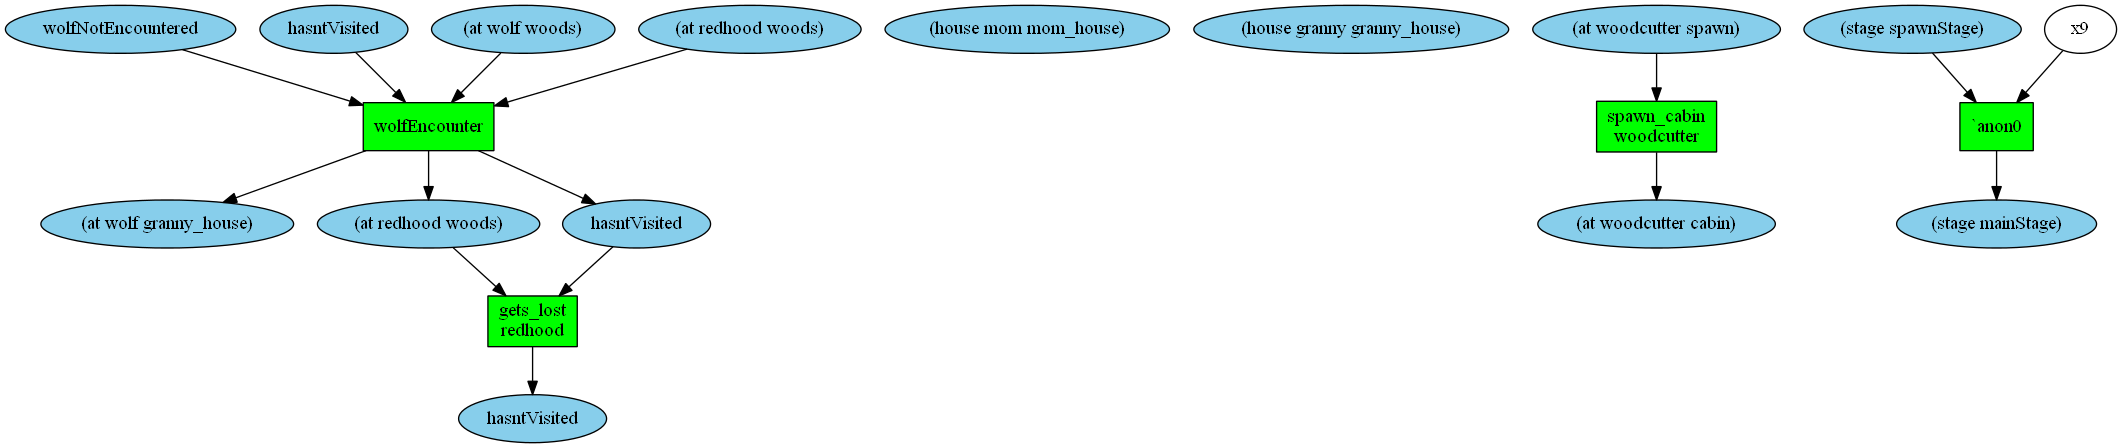 wolfNotEncountered
hasntVisited
(at wolf woods)
(at redhood woods)
(house mom mom_house)
(house granny granny_house)
(at woodcutter spawn)
(stage spawnStage)
x9
wolfEncounter
spawn_cabin
woodcutter
`anon0
(at wolf granny_house)
(at redhood woods)
hasntVisited
(at woodcutter cabin)
(stage mainStage)
gets_lost
redhood
hasntVisited